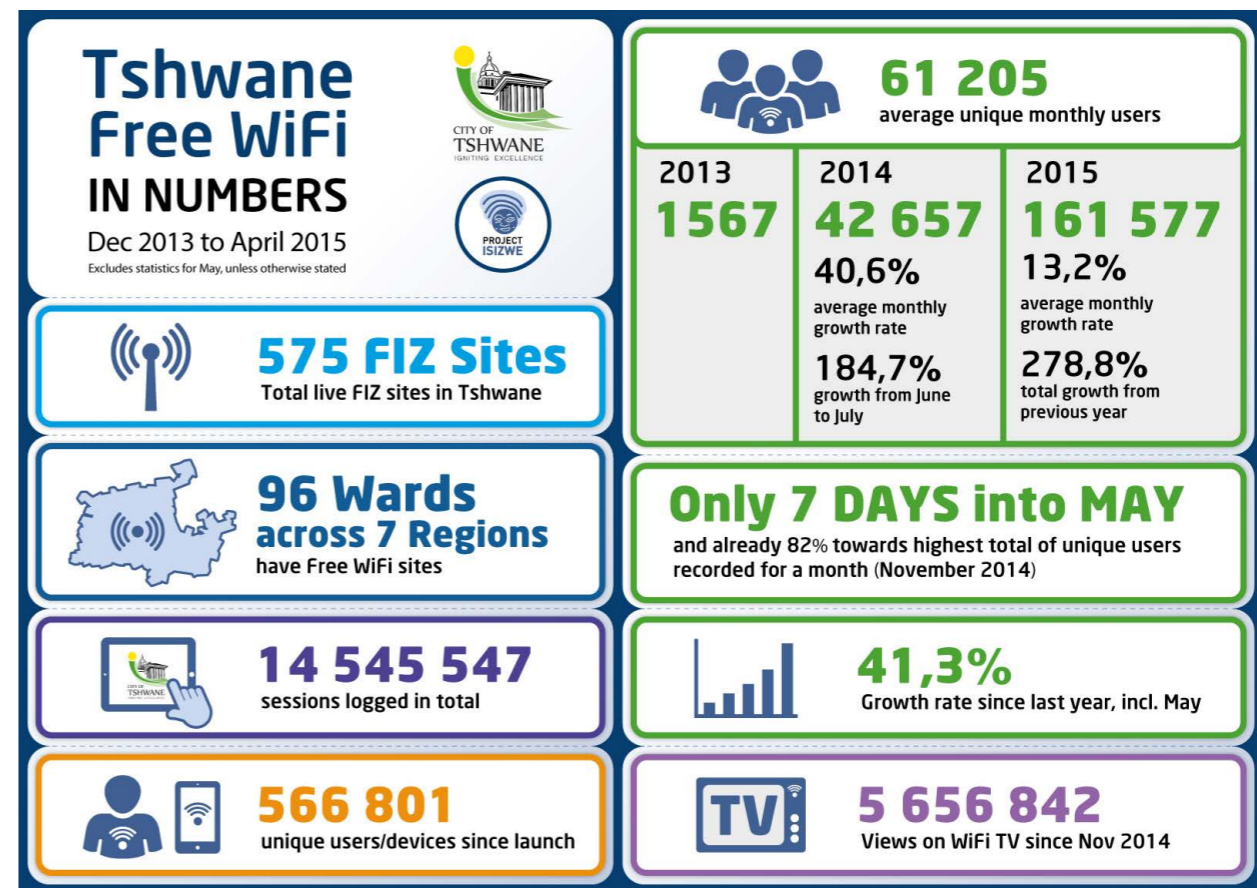 Tshwane
Free WiFi
IN NUMBERS
Dec 2013 to April 2015
Excludes statistics for May, unless otherwise stated
CITY OF
TSHWANE
IGNITING EXCELLENCE
PROJECT
ISIZWE
575 FIZ Sites
Total live FIZ sites in Tshwane
96 Wards
across 7 Regions
have Free WiFi sites
CITY OF
TSHWANE
14 545 547
sessions logged in total
566 801
unique users/devices since launch
61 205
average unique monthly users
2013
1567
2014
42 657
40,6%
average monthly
growth rate
184,7%
growth from June
to July
2015
161 577
13,2%
average monthly
growth rate
278,8%
total growth from
previous year
Only 7 DAYS into MAY
and already 82% towards highest total of unique users
recorded for a month (November 2014)
41,3%
Growth rate since last year, incl. May
TV
5 656 842
Views on WiFi TV since Nov 2014